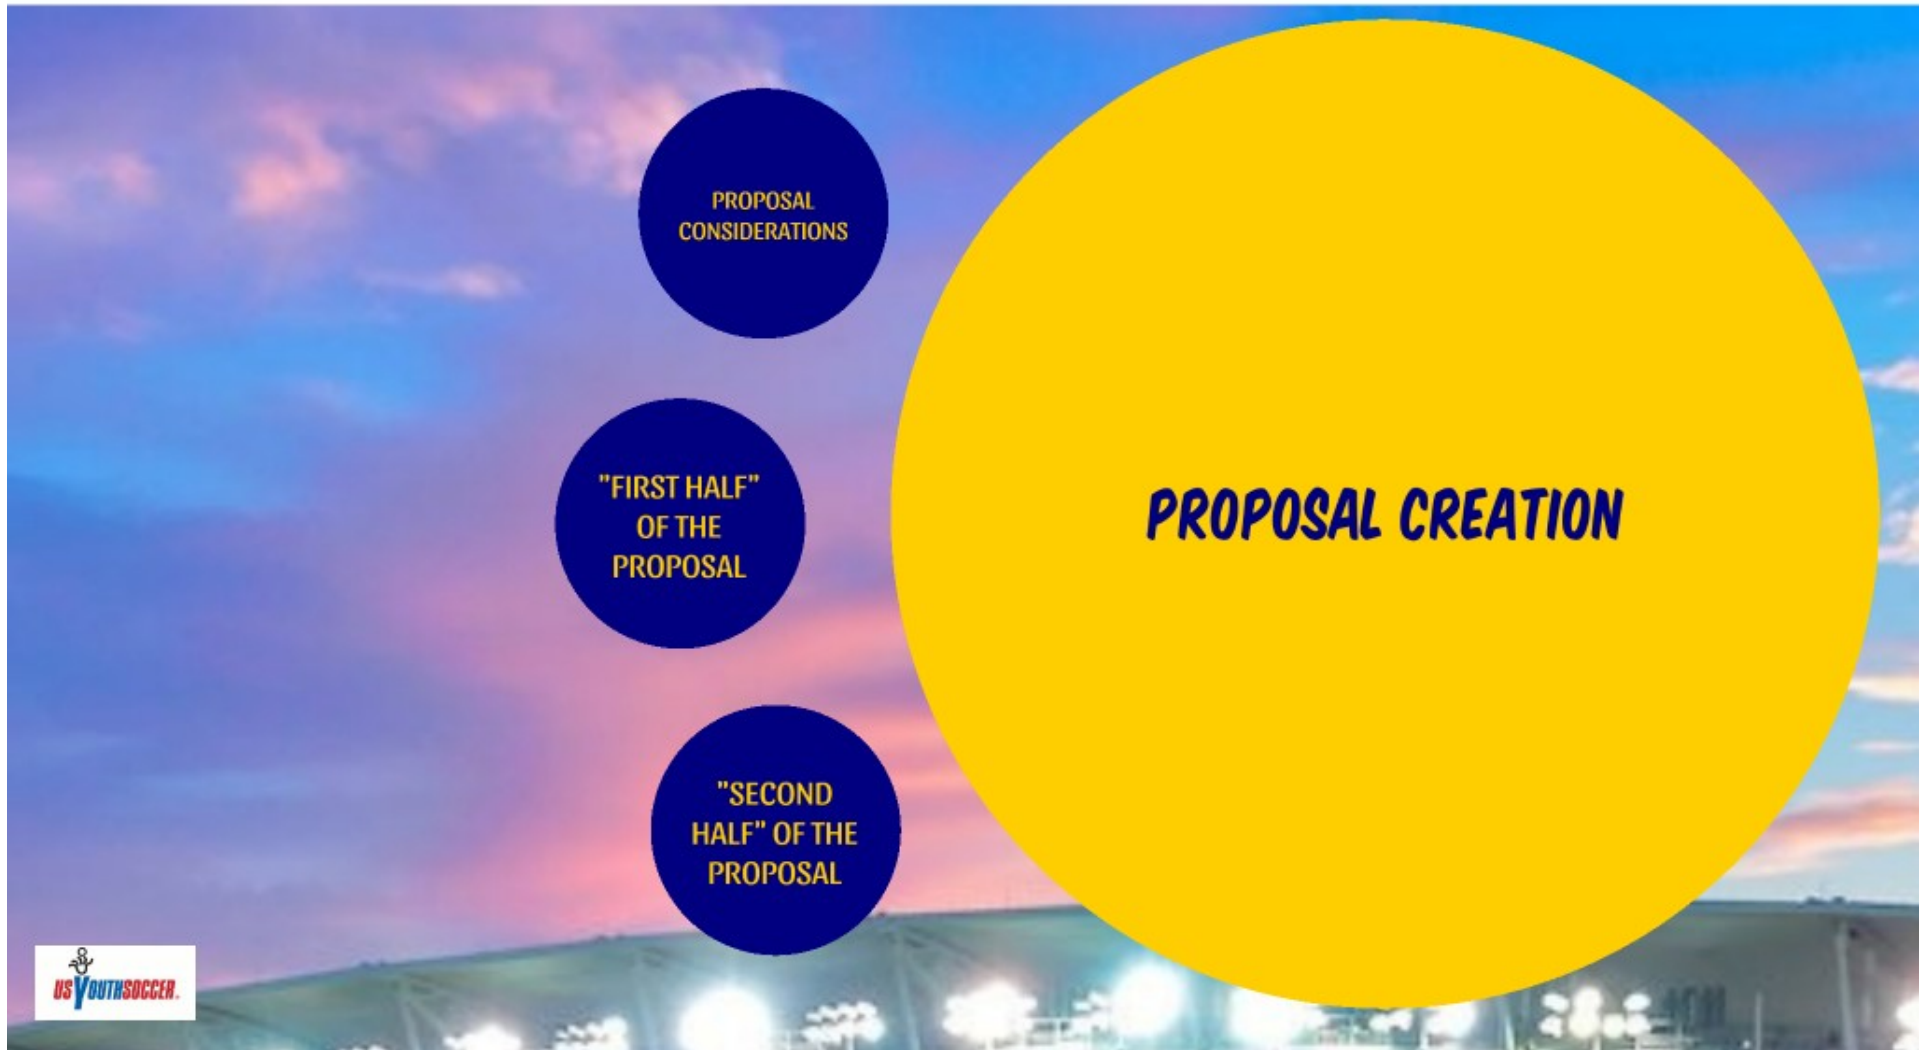 PROPOSAL
CONSIDERATIONS
"FIRST HALF"
OF THE
PROPOSAL
"SECOND
HALF" OF THE
PROPOSAL
PROPOSAL CREATION
US YOUTH SOCCER.